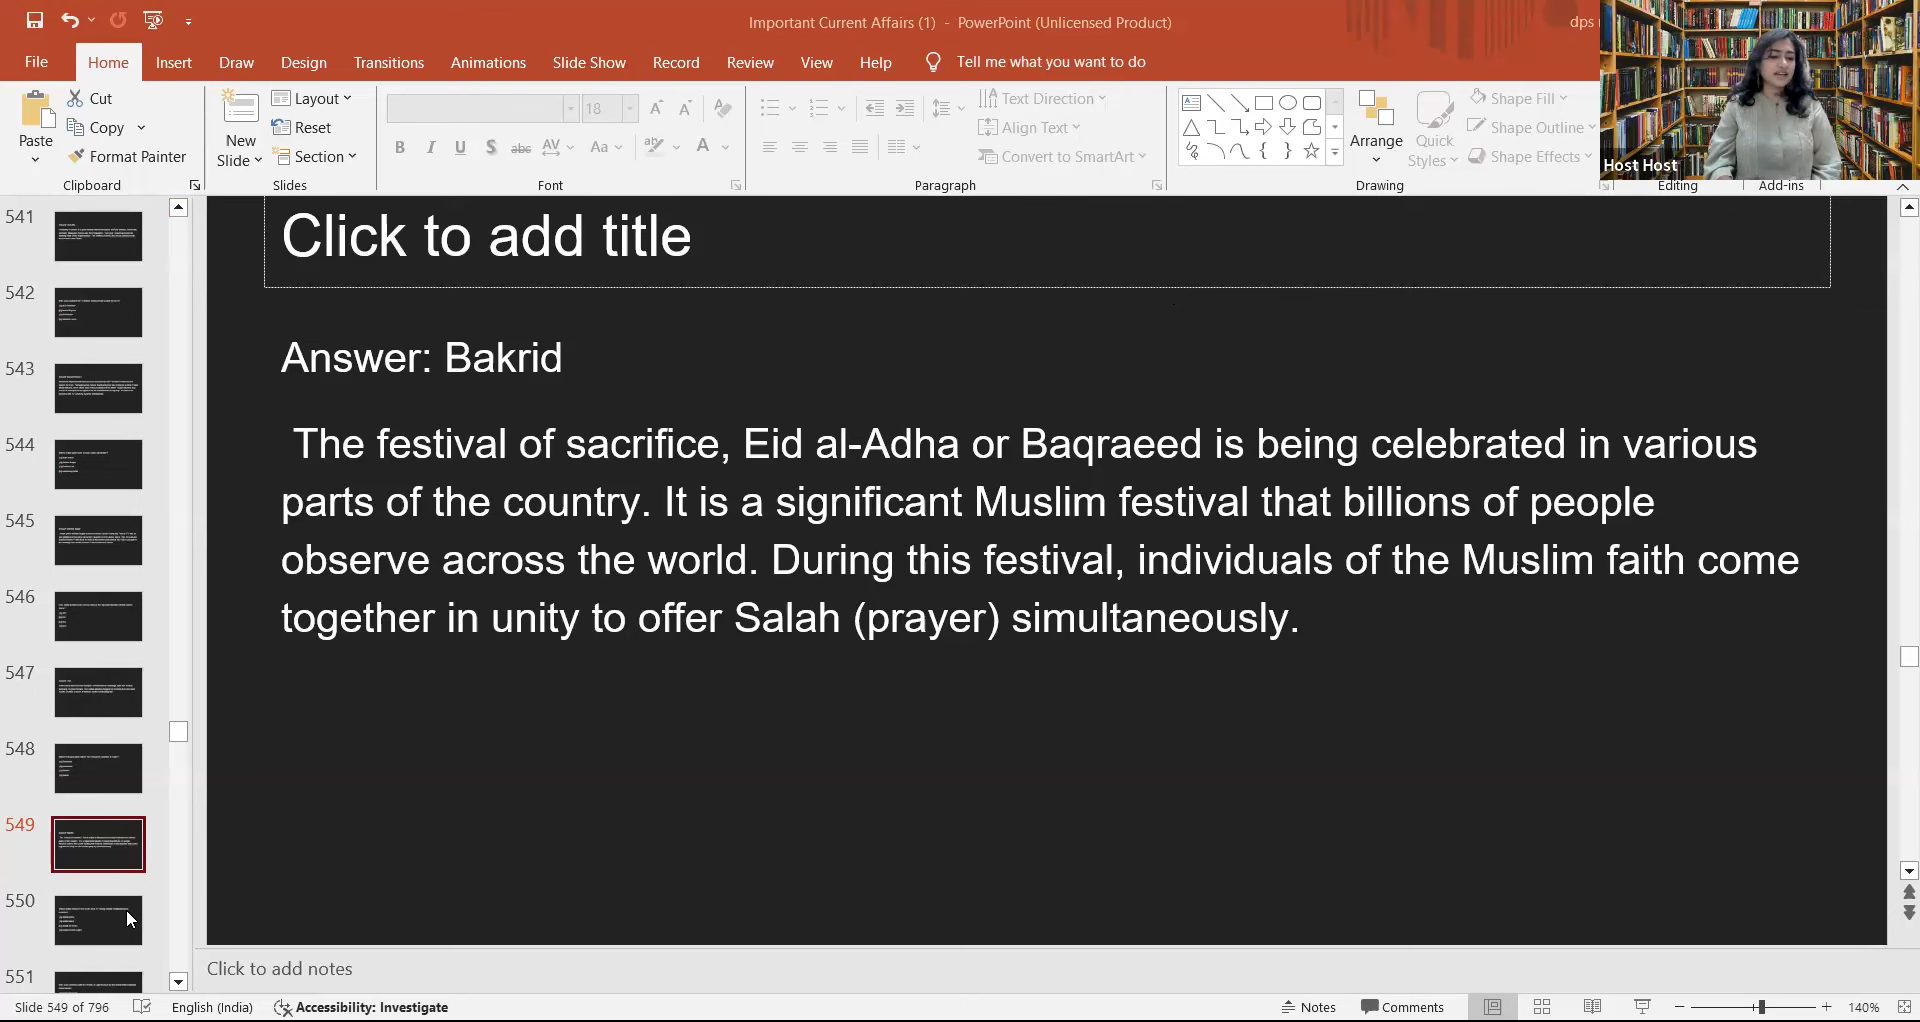 Important Current Affairs (1) - PowerPoint (Unlicensed Product)
dps
File Home Insert Draw Design Transitions Animations Slide Show Record Review View Help Tell me what you want to do
Cut
Copy
Format Painter
Paste
Clipboard
New Slide
Layout
Reset
Section
Slides
18
B I U S abc AV Aa A
Font
Text Direction
Align Text
Convert to SmartArt
Paragraph
Arrange
Quick Styles
Shape Fill
Shape Outline
Shape Effects
Drawing
Editing
Add-ins
Host Host
541
542
543
544
545
546
547
548
549
550
551
Click to add title
Answer: Bakrid
The festival of sacrifice, Eid al-Adha or Baqraeed is being celebrated in various
parts of the country. It is a significant Muslim festival that billions of people
observe across the world. During this festival, individuals of the Muslim faith come
together in unity to offer Salah (prayer) simultaneously.
Click to add notes
Slide 549 of 796 English (India) Accessibility: Investigate Notes Comments 140%